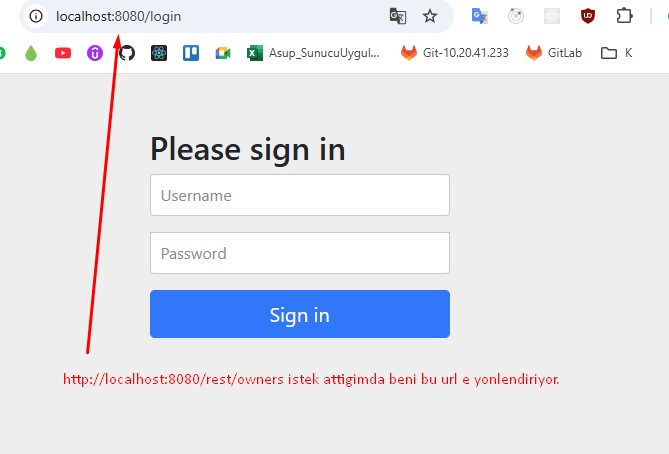 localhost:8080/login
Asup_SunucuUygul... Git-10.20.41.233 GitLab K
Please sign in
Username
Password
Sign in
http://localhost:8080/rest/owners istek attigimda beni bu url e yonlendiriyor.